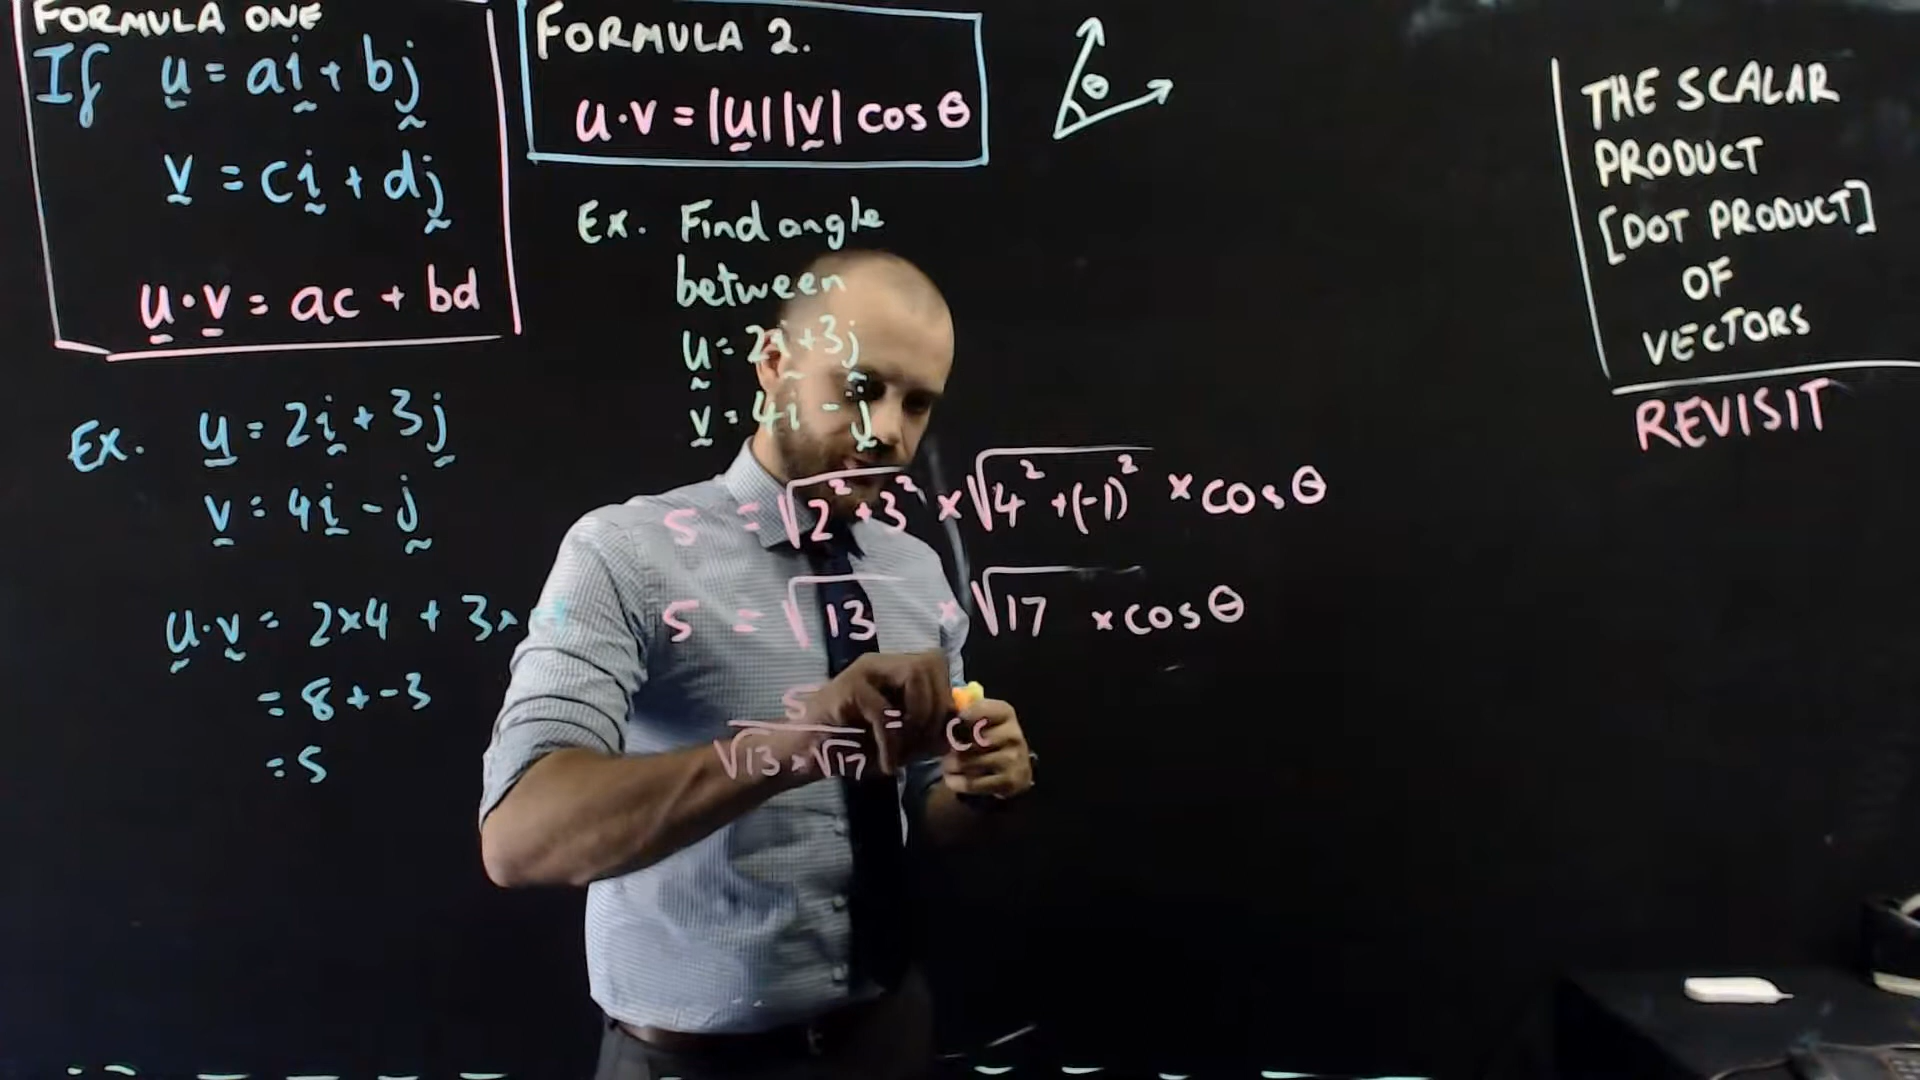 FORMULA ONE
If u = ai + bj
v = ci + dj
u·v = ac + bd
Ex. u = 2i + 3j
v = 4i - j
u·v = 2×4 + 3×
= 8 + -3
= 5
FORMULA 2.
u·v = |u||v| cos θ
θ
Ex. Find angle
between
u = 2i + 3j
v = 4i - j
5 = √(2² + 3²) × √(4² + (-1)²) × cos θ
5 = √13 × √17 × cos θ
5/(√13 × √17) =
THE SCALAR
PRODUCT
[DOT PRODUCT]
OF
VECTORS
REVISIT